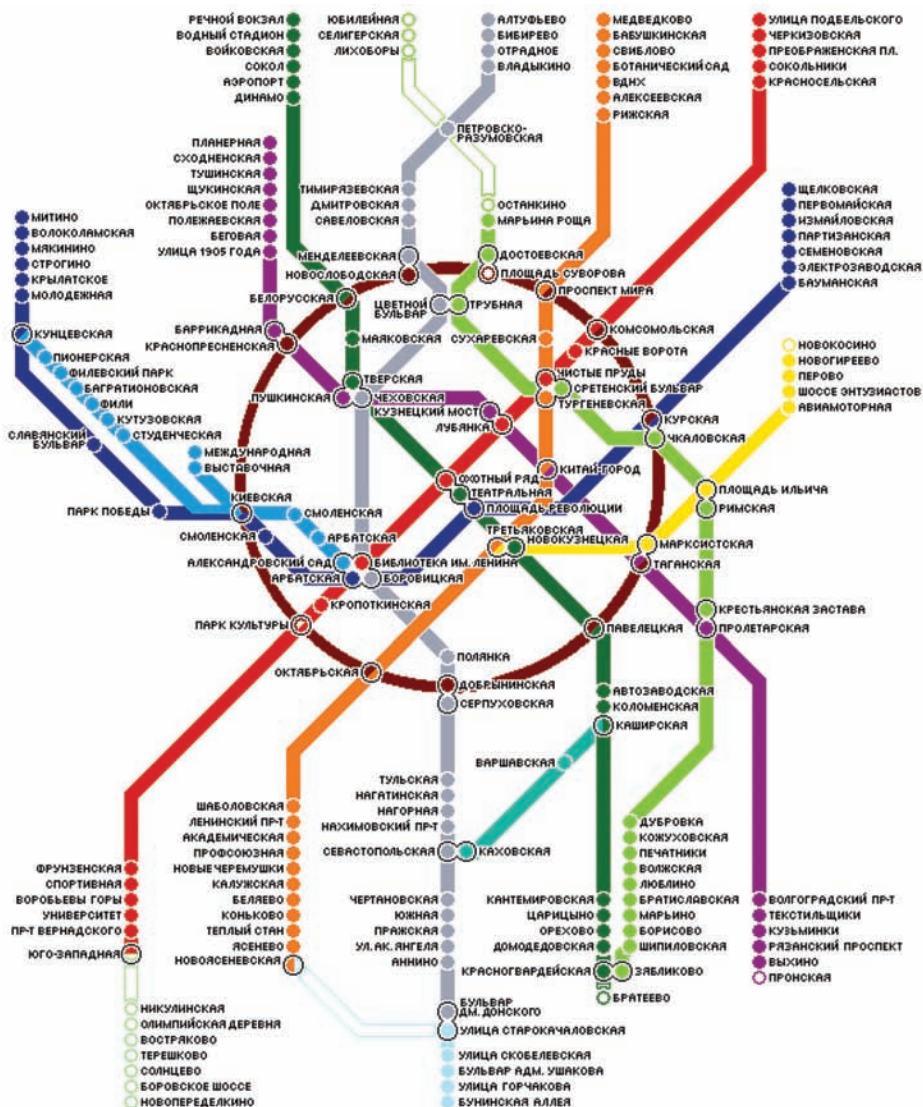 РЕЧНОЙ ВОКЗАЛ
ВОДНЫЙ СТАДИОН
ВОЙКОВСКАЯ
СОКОЛ
АЭРОПОРТ
ДИНАМО
ЮБИЛЕЙНАЯ
СЕЛИГЕРСКАЯ
ЛИХОБОРЫ
АЛТУФЬЕВО
БИБИРЕВО
ОТРАДНОЕ
ВЛАДЫКИНО
МЕДВЕДКОВО
БАБУШКИНСКАЯ
СВИБЛОВО
БОТАНИЧЕСКИЙ САД
ВДНХ
АЛЕКСЕЕВСКАЯ
РИЖСКАЯ
УЛИЦА ПОДБЕЛЬСКОГО
ЧЕРКИЗОВСКАЯ
ПРЕОБРАЖЕНСКАЯ ПЛ.
СОКОЛЬНИКИ
КРАСНОСЕЛЬСКАЯ
ПЕТРОВСКО-
РАЗУМОВСКАЯ
ПЛАНЕРНАЯ
СХОДНЕНСКАЯ
ТУШИНСКАЯ
ЩУКИНСКАЯ
ОКТЯБРЬСКОЕ ПОЛЕ
ПОЛЕЖАЕВСКАЯ
БЕГОВАЯ
УЛИЦА 1905 ГОДА
ТИМИРЯЗЕВСКАЯ
ДМИТРОВСКАЯ
САВЕЛОВСКАЯ
ОСТАНКИНО
МАРЬИНА РОЩА
ЩЕЛКОВСКАЯ
ПЕРВОМАЙСКАЯ
ИЗМАЙЛОВСКАЯ
ПАРТИЗАНСКАЯ
СЕМЕНОВСКАЯ
ЭЛЕКТРОЗАВОДСКАЯ
БАУМАНСКАЯ
МИТИНО
ВОЛОКОЛАМСКАЯ
МЯКИНИНО
СТРОГИНО
КРЫЛАТСКОЕ
МОЛОДЕЖНАЯ
МЕНДЕЛЕЕВСКАЯ
НОВОСЛОБОДСКАЯ
ДОСТОЕВСКАЯ
ПЛОЩАДЬ СУВОРОВА
БЕЛОРУССКАЯ
ЦВЕТНОЙ
БУЛЬВАР
ТРУБНАЯ
ПРОСПЕКТ МИРА
КУНЦЕВСКАЯ
ПИОНЕРСКАЯ
ФИЛЕВСКИЙ ПАРК
БАГРАТИОНОВСКАЯ
ФИЛИ
КУТУЗОВСКАЯ
СТУДЕНЧЕСКАЯ
БАРРИКАДНАЯ
КРАСНОПРЕСНЕНСКАЯ
МАЯКОВСКАЯ
СУХАРЕВСКАЯ
КОМСОМОЛЬСКАЯ
КРАСНЫЕ ВОРОТА
НОВОКОСИНО
НОВОГИРЕЕВО
ПЕРОВО
ШОССЕ ЭНТУЗИАСТОВ
АВИАМОТОРНАЯ
ТВЕРСКАЯ
ПУШКИНСКАЯ
ЧЕХОВСКАЯ
ЧИСТЫЕ ПРУДЫ
СРЕТЕНСКИЙ БУЛЬВАР
ТУРГЕНЕВСКАЯ
КУЗНЕЦКИЙ МОСТ
ЛУБЯНКА
КУРСКАЯ
ЧКАЛОВСКАЯ
СЛАВЯНСКИЙ
БУЛЬВАР
МЕЖДУНАРОДНАЯ
ВЫСТАВОЧНАЯ
КИТАЙ-ГОРОД
ОХОТНЫЙ РЯД
ТЕАТРАЛЬНАЯ
ПЛОЩАДЬ РЕВОЛЮЦИИ
ПЛОЩАДЬ ИЛЬИЧА
РИМСКАЯ
КИЕВСКАЯ
ПАРК ПОБЕДЫ
СМОЛЕНСКАЯ
СМОЛЕНСКАЯ
АРБАТСКАЯ
ТРЕТЬЯКОВСКАЯ
НОВОКУЗНЕЦКАЯ
МАРКСИСТСКАЯ
ТАГАНСКАЯ
АЛЕКСАНДРОВСКИЙ САД
БИБЛИОТЕКА ИМ. ЛЕНИНА
АРБАТСКАЯ
БОРОВИЦКАЯ
КРОПОТКИНСКАЯ
ПАРК КУЛЬТУРЫ
КРЕСТЬЯНСКАЯ ЗАСТАВА
ПРОЛЕТАРСКАЯ
ПАВЕЛЕЦКАЯ
ПОЛЯНКА
ОКТЯБРЬСКАЯ
ДОБРЫНИНСКАЯ
СЕРПУХОВСКАЯ
АВТОЗАВОДСКАЯ
КОЛОМЕНСКАЯ
КАШИРСКАЯ
ВАРШАВСКАЯ
ТУЛЬСКАЯ
НАГАТИНСКАЯ
НАГОРНАЯ
НАХИМОВСКИЙ ПР-Т
СЕВАСТОПОЛЬСКАЯ
КАХОВСКАЯ
ШАБОЛОВСКАЯ
ЛЕНИНСКИЙ ПР-Т
АКАДЕМИЧЕСКАЯ
ПРОФСОЮЗНАЯ
НОВЫЕ ЧЕРЕМУШКИ
КАЛУЖСКАЯ
БЕЛЯЕВО
КОНЬКОВО
ТЕПЛЫЙ СТАН
ЯСЕНЕВО
НОВОЯСЕНЕВСКАЯ
ДУБРОВКА
КОЖУХОВСКАЯ
ПЕЧАТНИКИ
ВОЛЖСКАЯ
ЛЮБЛИНО
БРАТИСЛАВСКАЯ
МАРЬИНО
БОРИСОВО
ШИПИЛОВСКАЯ
ЗЯБЛИКОВО
ФРУНЗЕНСКАЯ
СПОРТИВНАЯ
ВОРОБЬЕВЫ ГОРЫ
УНИВЕРСИТЕТ
ПР-Т ВЕРНАДСКОГО
ЮГО-ЗАПАДНАЯ
ЧЕРТАНОВСКАЯ
ЮЖНАЯ
ПРАЖСКАЯ
УЛ. АК. ЯНГЕЛЯ
АННИНО
КАНТЕМИРОВСКАЯ
ЦАРИЦЫНО
ОРЕХОВО
ДОМОДЕДОВСКАЯ
КРАСНОГВАРДЕЙСКАЯ
БРАТЕЕВО
ВОЛГОГРАДСКИЙ ПР-Т
ТЕКСТИЛЬЩИКИ
КУЗЬМИНКИ
РЯЗАНСКИЙ ПРОСПЕКТ
ВЫХИНО
ПРОНСКАЯ
БУЛЬВАР
ДМ. ДОНСКОГО
УЛИЦА СТАРОКАЧАЛОВСКАЯ
УЛИЦА СКОБЕЛЕВСКАЯ
БУЛЬВАР АДМ. УШАКОВА
УЛИЦА ГОРЧАКОВА
БУНИНСКАЯ АЛЛЕЯ
НИКУЛИНСКАЯ
ОЛИМПИЙСКАЯ ДЕРЕВНЯ
ВОСТРЯКОВО
ТЕРЕШКОВО
СОЛНЦЕВО
БОРОВСКОЕ ШОССЕ
НОВОПЕРЕДЕЛКИНО